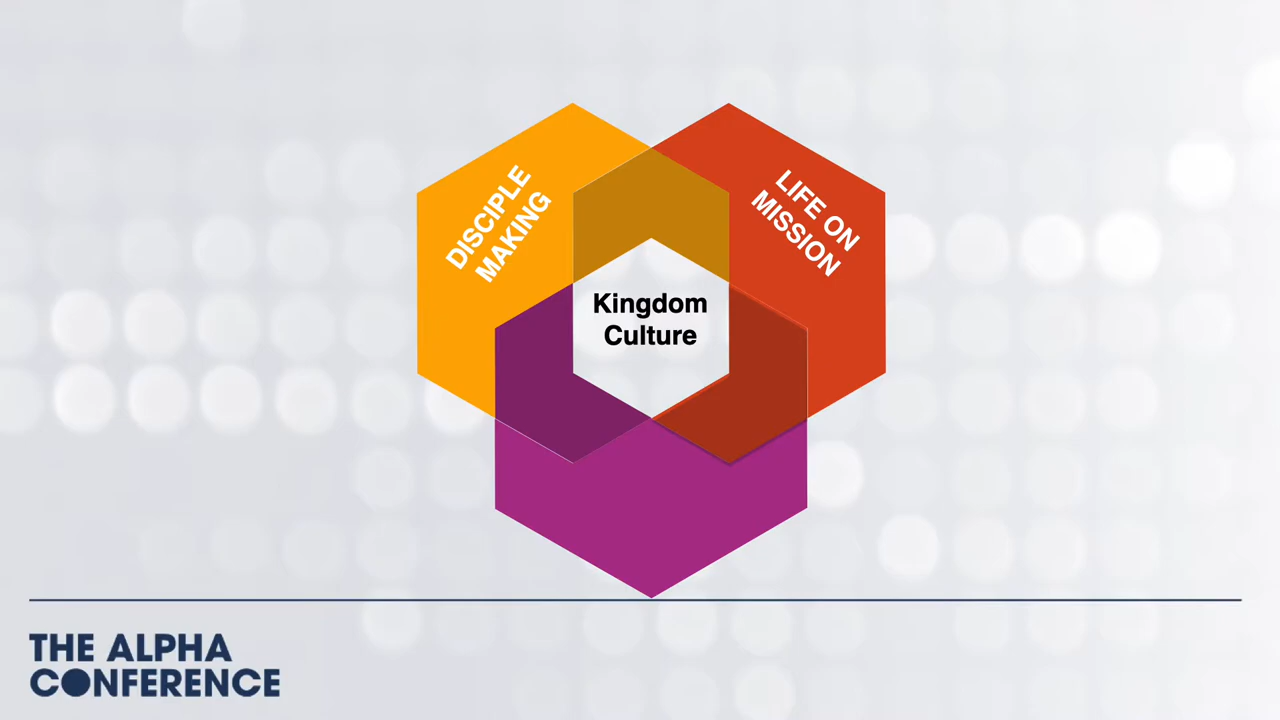 DISCIPLE
MAKING
LIFE ON
MISSION
Kingdom
Culture
THE ALPHA
CONFERENCE